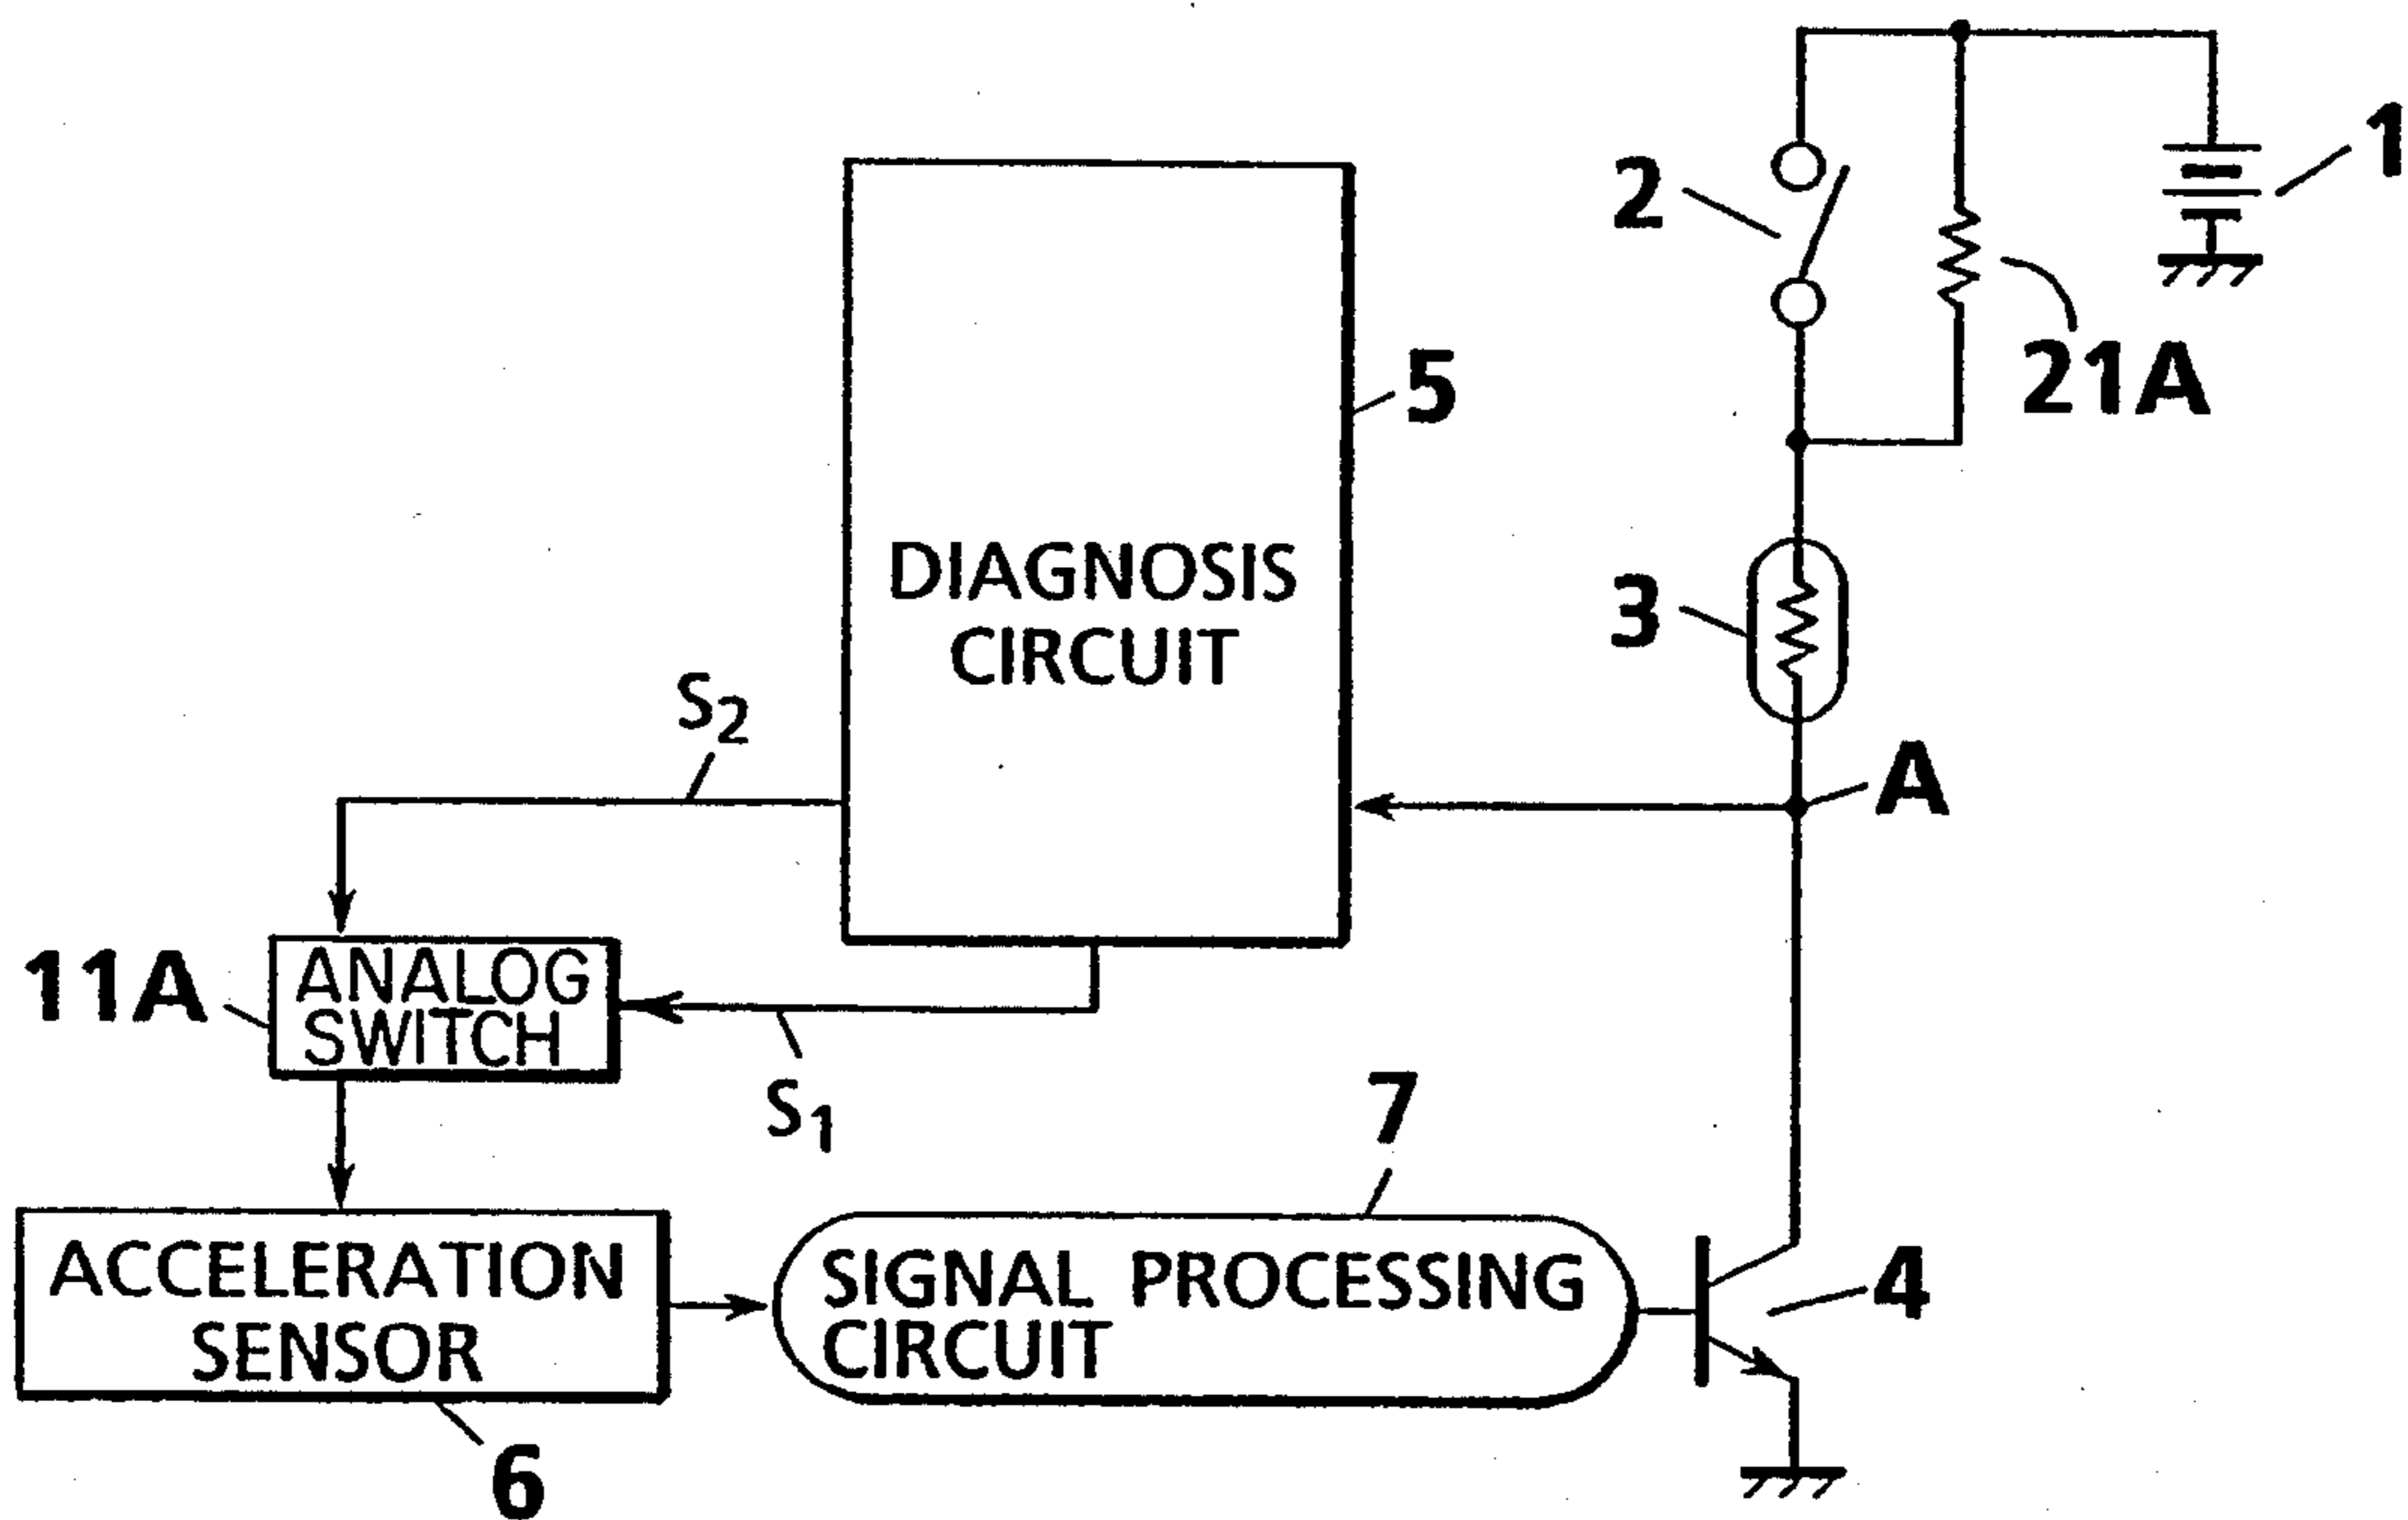 1
2
21A
5
DIAGNOSIS
CIRCUIT
3
S2
A
11A
ANALOG
SWITCH
S1
7
ACCELERATION
SENSOR
SIGNAL PROCESSING
CIRCUIT
4
6